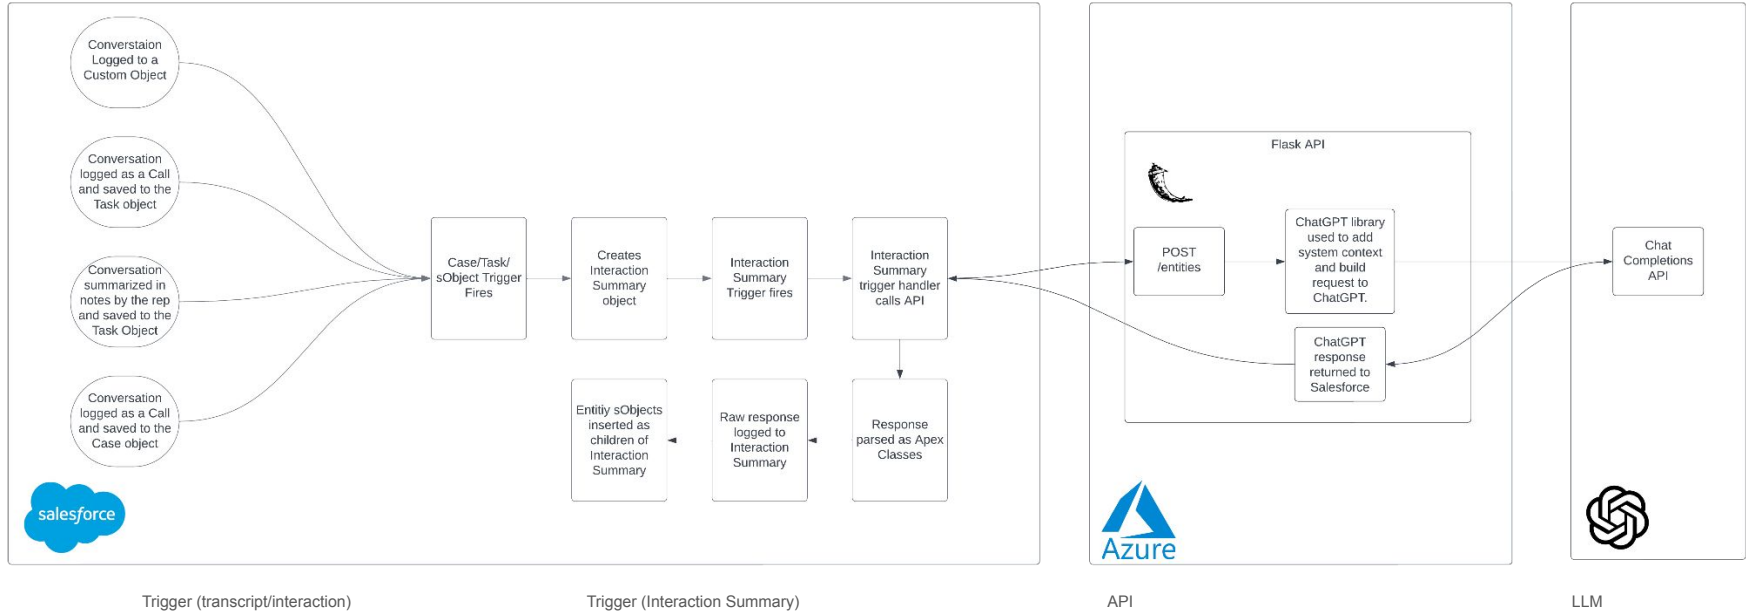 Converstaion
Logged to a
Custom Object
Conversation
logged as a Call
and saved to the
Task object
Conversation
summarized in
notes by the rep
and saved to the
Task Object
Conversation
logged as a Call
and saved to the
Case object
salesforce
Case/Task/
sObject Trigger
Fires
Creates
Interaction
Summary
object
Interaction
Summary
Trigger fires
Interaction
Summary
trigger handler
calls API
Entitiy sObjects
inserted as
children of
Interaction
Summary
Raw response
logged to
Interaction
Summary
Response
parsed as Apex
Classes
Flask API
POST
/entities
ChatGPT library
used to add
system context
and build
request to
ChatGPT.
ChatGPT
response
returned to
Salesforce
Azure
Chat
Completions
API
Trigger (transcript/interaction)
Trigger (Interaction Summary)
API
LLM